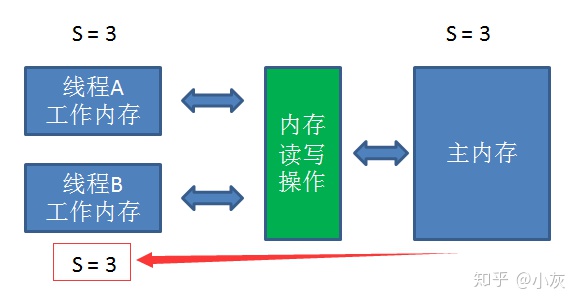 S = 3
S = 3
线程A
工作内存
内存
读写
操作
主内存
线程B
工作内存
S = 3
知乎 @小灰